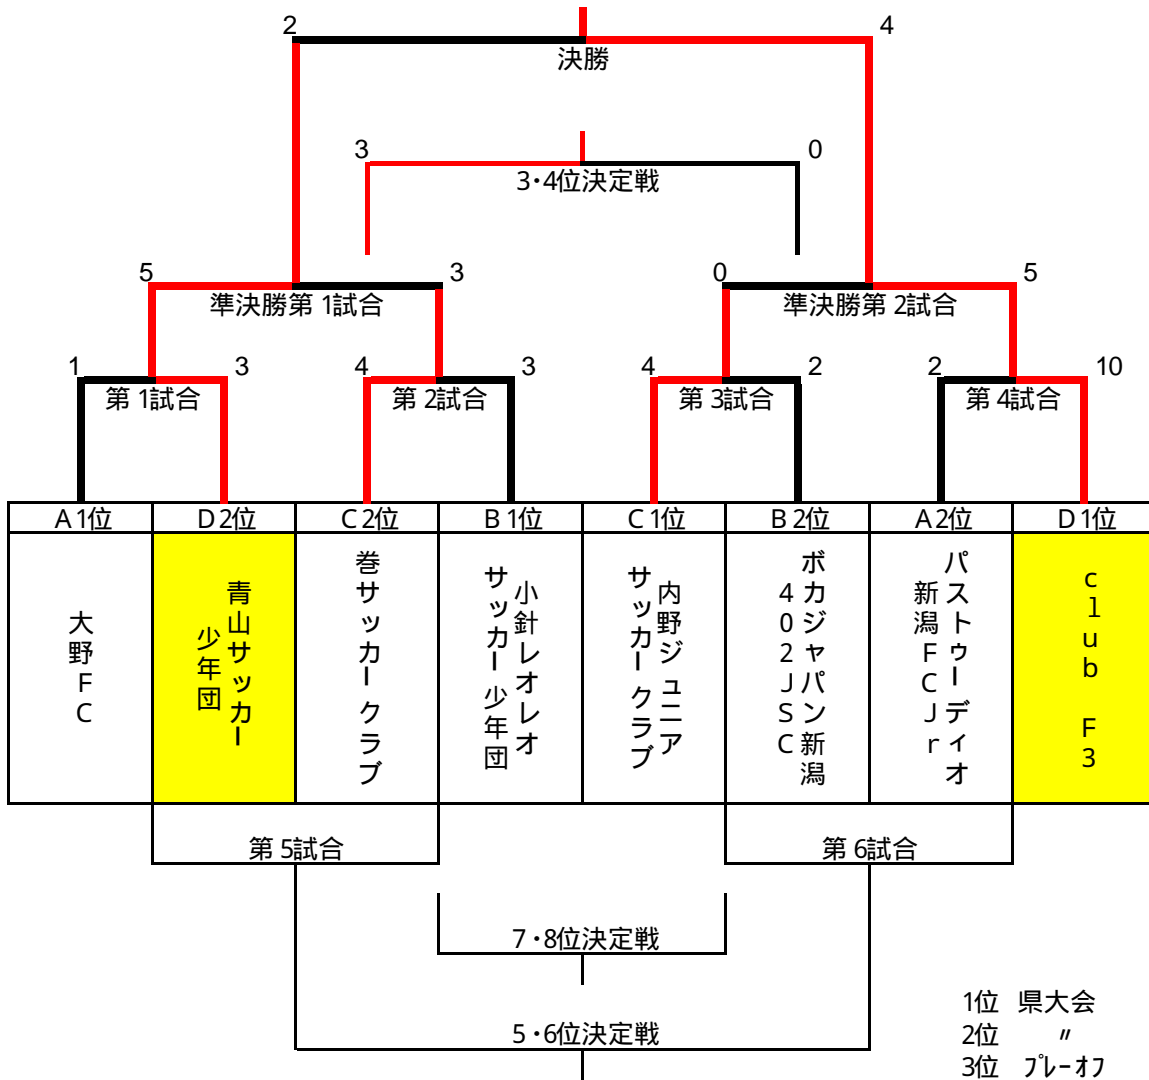 2 4
決勝
3 0
3・4位決定戦
5 3 0 5
準決勝第1試合 準決勝第2試合
1 3 4 3 4 2 2 10
第1試合 第2試合 第3試合 第4試合
A1位 D2位 C2位 B1位 C1位 B2位 A2位 D1位
大野FC
青山サッカー
少年団
巻サッカークラブ
小針レオレオ
サッカー少年団
内野ジュニア
サッカークラブ
ボカジャパン新潟
402JSC
パストゥーディオ
新潟FCJr
club F3
第5試合 第6試合
7・8位決定戦
5・6位決定戦
1位 県大会
2位 〃
3位 プレーオフ